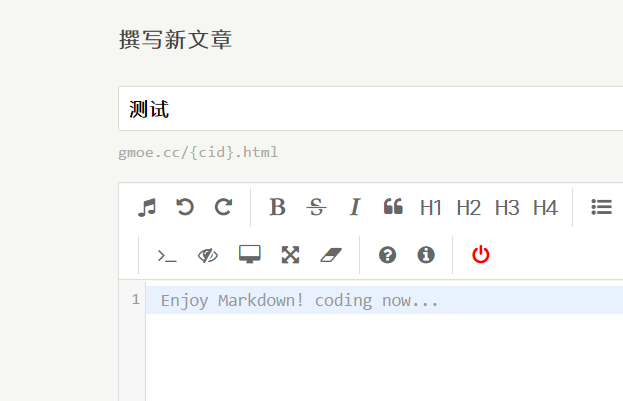 撰写新文章
测试
gmoe.cc/{cid}.html
B S I H1 H2 H3 H4
1 Enjoy Markdown! coding now...